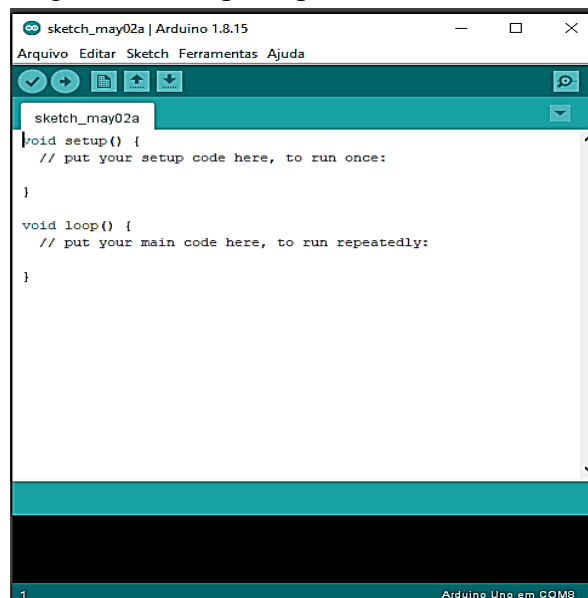 sketch_may02a | Arduino 1.8.15
Arquivo Editar Sketch Ferramentas Ajuda
sketch_may02a
void setup() {
// put your setup code here, to run once:
}
void loop() {
// put your main code here, to run repeatedly:
}
1 Arduino Uno em COM8